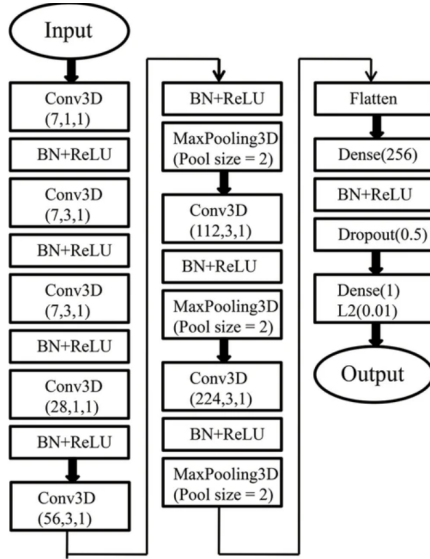 Input
Conv3D
(7,1,1)
BN+ReLU
Conv3D
(7,3,1)
BN+ReLU
Conv3D
(7,3,1)
BN+ReLU
Conv3D
(28,1,1)
BN+ReLU
Conv3D
(56,3,1)
BN+ReLU
MaxPooling3D
(Pool size = 2)
Conv3D
(112,3,1)
BN+ReLU
MaxPooling3D
(Pool size = 2)
Conv3D
(224,3,1)
BN+ReLU
MaxPooling3D
(Pool size = 2)
Flatten
Dense(256)
BN+ReLU
Dropout(0.5)
Dense(1)
L2(0.01)
Output